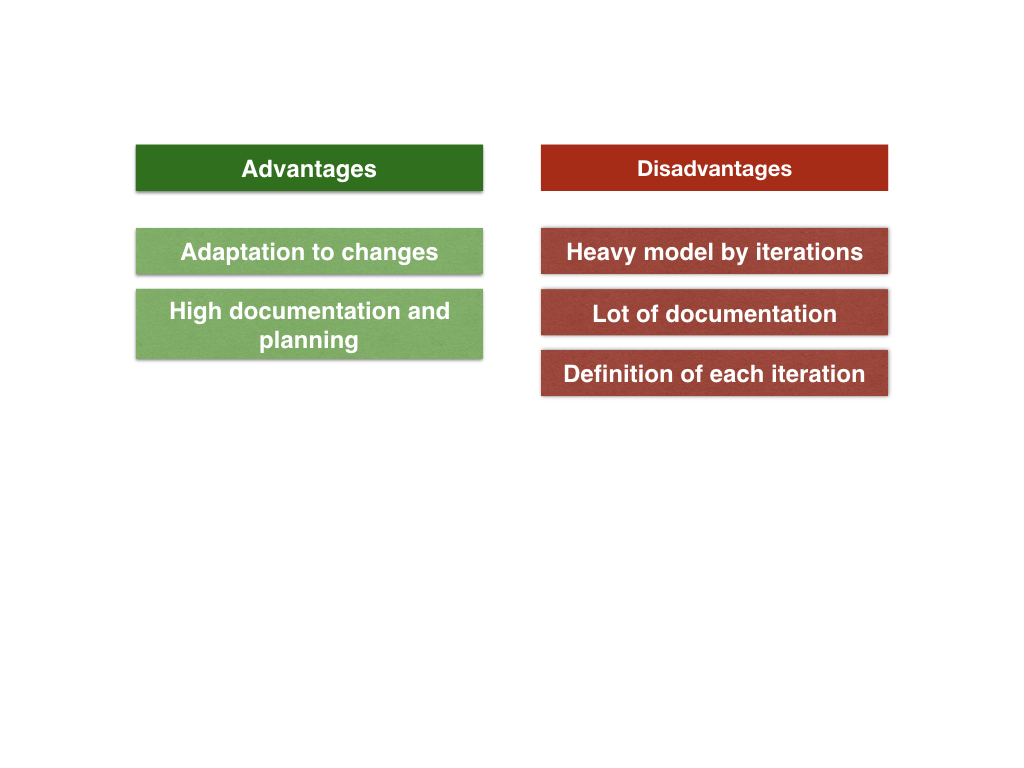 Advantages
Adaptation to changes
High documentation and
planning
Disadvantages
Heavy model by iterations
Lot of documentation
Definition of each iteration